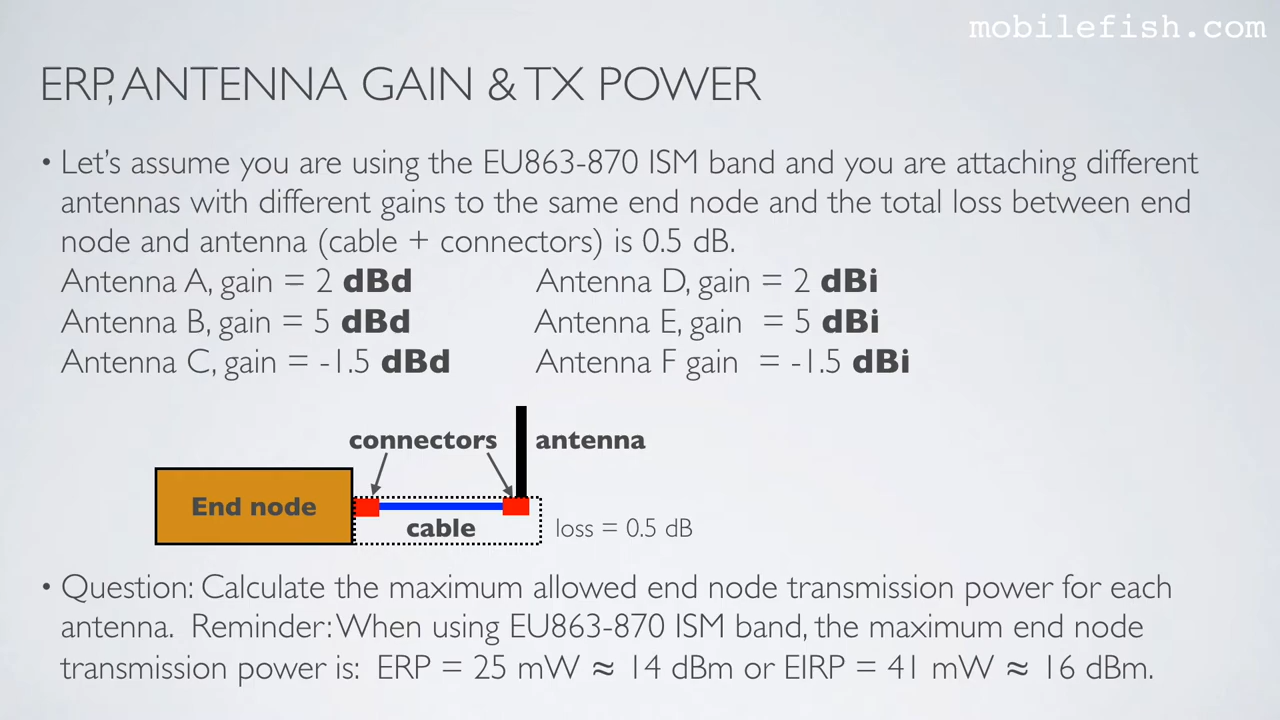 mobilefish.com
ERP, ANTENNA GAIN & TX POWER
• Let's assume you are using the EU863-870 ISM band and you are attaching different
antennas with different gains to the same end node and the total loss between end
node and antenna (cable + connectors) is 0.5 dB.
Antenna A, gain = 2 dBd Antenna D, gain = 2 dBi
Antenna B, gain = 5 dBd Antenna E, gain = 5 dBi
Antenna C, gain = -1.5 dBd Antenna F gain = -1.5 dBi
connectors antenna
End node
cable loss = 0.5 dB
• Question: Calculate the maximum allowed end node transmission power for each
antenna. Reminder: When using EU863-870 ISM band, the maximum end node
transmission power is: ERP = 25 mW ≈ 14 dBm or EIRP = 41 mW ≈ 16 dBm.